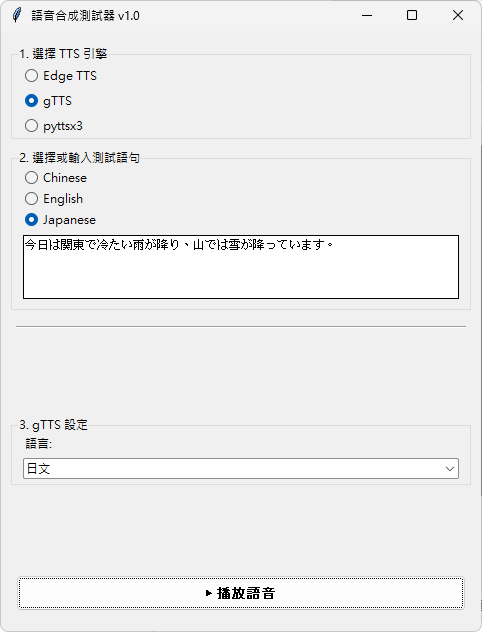 語音合成測試器 v1.0
1. 選擇 TTS 引擎
Edge TTS
gTTS
pyttsx3
2. 選擇或輸入測試語句
Chinese
English
Japanese
今日は関東で冷たい雨が降り、山では雪が降っています。
3. gTTS 設定
語言:
日文
播放語音